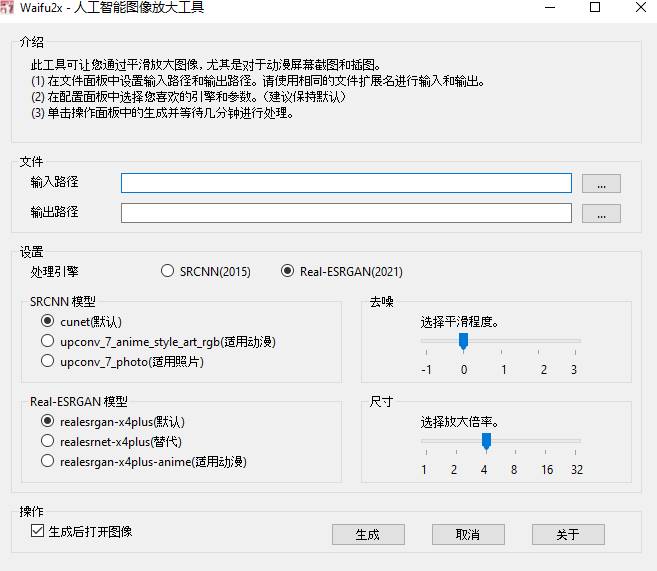 Waifu2x - 人工智能图像放大工具
介绍
此工具可让您通过平滑放大图像, 尤其是对于动漫屏幕截图和插图。
(1) 在文件面板中设置输入路径和输出路径。请使用相同的文件扩展名进行输入和输出。
(2) 在配置面板中选择您喜欢的引擎和参数。（建议保持默认）
(3) 单击操作面板中的生成并等待几分钟进行处理。
文件
输入路径 ...
输出路径 ...
设置
处理引擎 SRCNN(2015) Real-ESRGAN(2021)
SRCNN 模型
cunet(默认)
upconv_7_anime_style_art_rgb(适用动漫)
upconv_7_photo(适用照片)
去噪
选择平滑程度。
-1 0 1 2 3
Real-ESRGAN 模型
realesrgan-x4plus(默认)
realesrnet-x4plus(替代)
realesrgan-x4plus-anime(适用动漫)
尺寸
选择放大倍率。
1 2 4 8 16 32
操作
生成后打开图像 生成 取消 关于